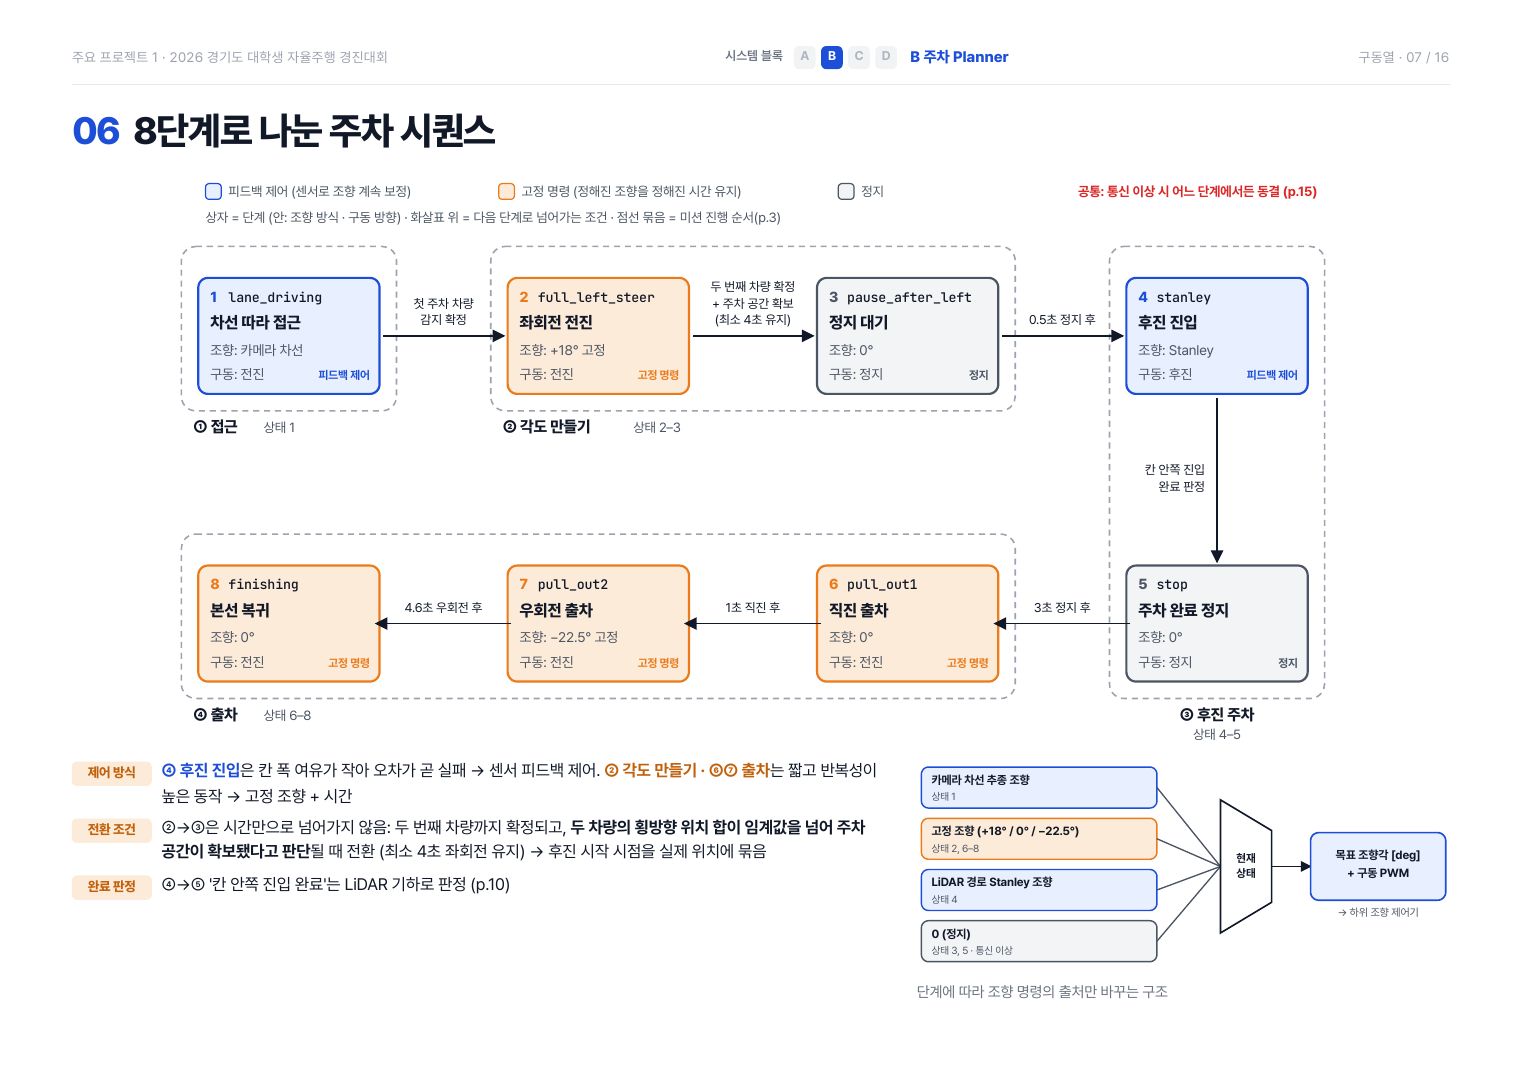 주요 프로젝트 1 · 2026 경기도 대학생 자율주행 경진대회
시스템 블록 A B C D B 주차 Planner
구동열 · 07 / 16
06 8단계로 나눈 주차 시퀀스
피드백 제어 (센서로 조향 계속 보정)
고정 명령 (정해진 조향을 정해진 시간 유지)
정지
공통: 통신 이상 시 어느 단계에서든 동결 (p.15)
상자 = 단계 (안: 조향 방식 · 구동 방향) · 화살표 위 = 다음 단계로 넘어가는 조건 · 점선 묶음 = 미션 진행 순서(p.3)
1 lane_driving
차선 따라 접근
조향: 카메라 차선
구동: 전진
피드백 제어
첫 주차 차량
감지 확정
2 full_left_steer
좌회전 전진
조향: +18° 고정
구동: 전진
고정 명령
두 번째 차량 확정
+ 주차 공간 확보
(최소 4초 유지)
3 pause_after_left
정지 대기
조향: 0°
구동: 정지
정지
0.5초 정지 후
4 stanley
후진 진입
조향: Stanley
구동: 후진
피드백 제어
① 접근 상태 1
② 각도 만들기 상태 2–3
칸 안쪽 진입
완료 판정
8 finishing
본선 복귀
조향: 0°
구동: 전진
고정 명령
4.6초 우회전 후
7 pull_out2
우회전 출차
조향: −22.5° 고정
구동: 전진
고정 명령
1초 직진 후
6 pull_out1
직진 출차
조향: 0°
구동: 전진
고정 명령
3초 정지 후
5 stop
주차 완료 정지
조향: 0°
구동: 정지
정지
④ 출차 상태 6–8
③ 후진 주차
상태 4–5
제어 방식
④ 후진 진입은 칸 폭 여유가 작아 오차가 곧 실패 → 센서 피드백 제어. ② 각도 만들기 · ⑥⑦ 출차는 짧고 반복성이
높은 동작 → 고정 조향 + 시간
전환 조건
②→③은 시간만으로 넘어가지 않음: 두 번째 차량까지 확정되고, 두 차량의 횡방향 위치 합이 임계값을 넘어 주차
공간이 확보됐다고 판단될 때 전환 (최소 4초 좌회전 유지) → 후진 시작 시점을 실제 위치에 묶음
완료 판정
④→⑤ '칸 안쪽 진입 완료'는 LiDAR 기하로 판정 (p.10)
카메라 차선 추종 조향
상태 1
고정 조향 (+18° / 0° / −22.5°)
상태 2, 6–8
LiDAR 경로 Stanley 조향
상태 4
0 (정지)
상태 3, 5 · 통신 이상
현재
상태
목표 조향각 [deg]
+ 구동 PWM
→ 하위 조향 제어기
단계에 따라 조향 명령의 출처만 바꾸는 구조